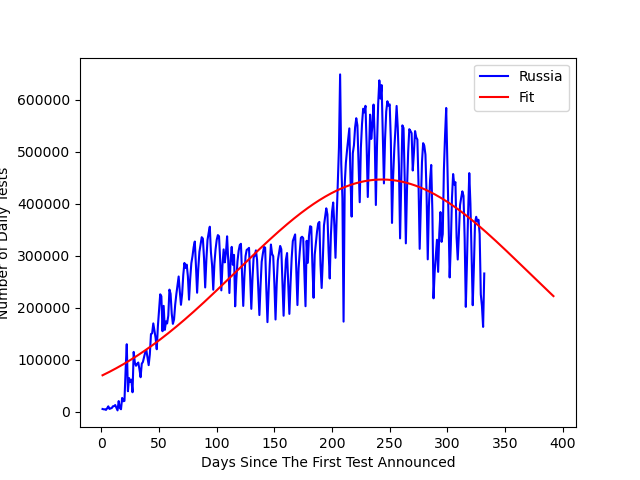 Russia
Fit
600000
500000
400000
300000
200000
100000
0
Number of Daily Tests
0 50 100 150 200 250 300 350 400
Days Since The First Test Announced